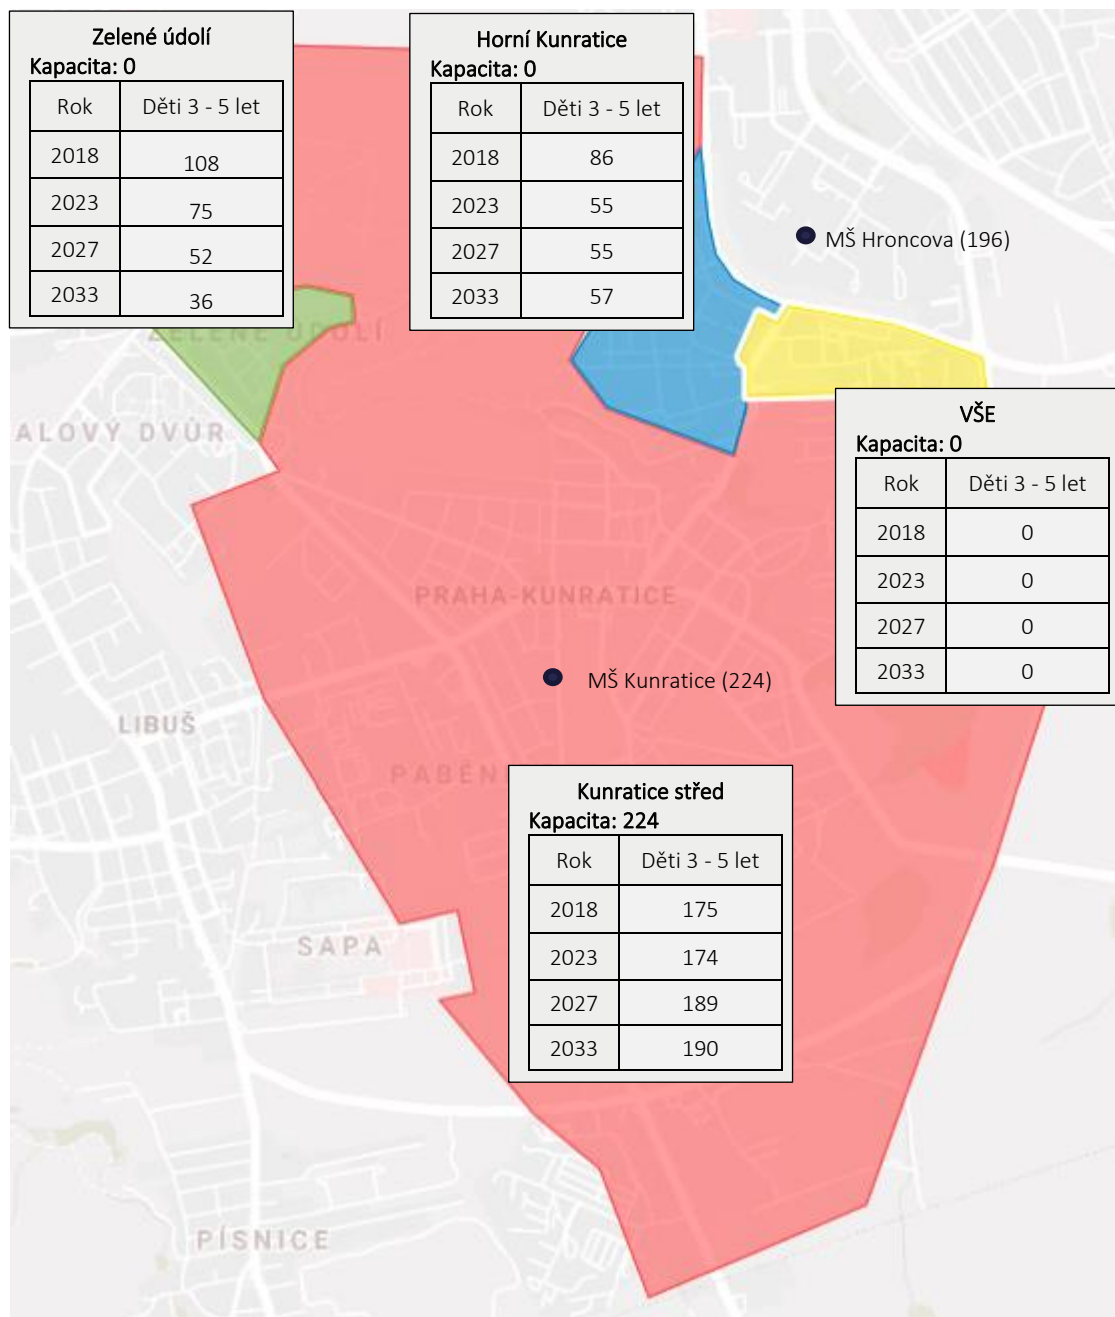 Zelené údolí
Kapacita: 0
Rok Děti 3 - 5 let
2018 108
2023 75
2027 52
2033 36
Horní Kunratice
Kapacita: 0
Rok Děti 3 - 5 let
2018 86
2023 55
2027 55
2033 57
MŠ Hroncova (196)
ZELENÉ ÚDOLÍ
ALOVÝ DVŮR
VŠE
Kapacita: 0
Rok Děti 3 - 5 let
2018 0
2023 0
2027 0
2033 0
PRAHA-KUNRATICE
MŠ Kunratice (224)
LIBUŠ
PABĚN
Kunratice střed
Kapacita: 224
Rok Děti 3 - 5 let
2018 175
2023 174
2027 189
2033 190
SAPA
PÍSNICE